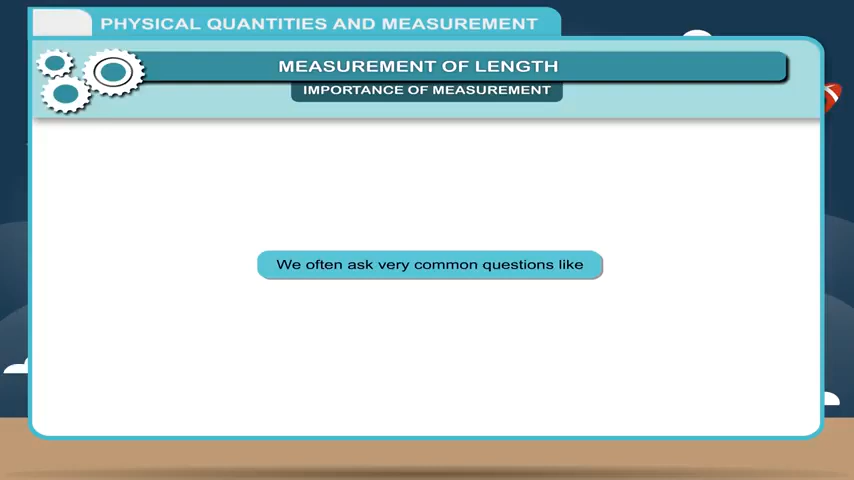 PHYSICAL QUANTITIES AND MEASUREMENT
MEASUREMENT OF LENGTH
IMPORTANCE OF MEASUREMENT
We often ask very common questions like